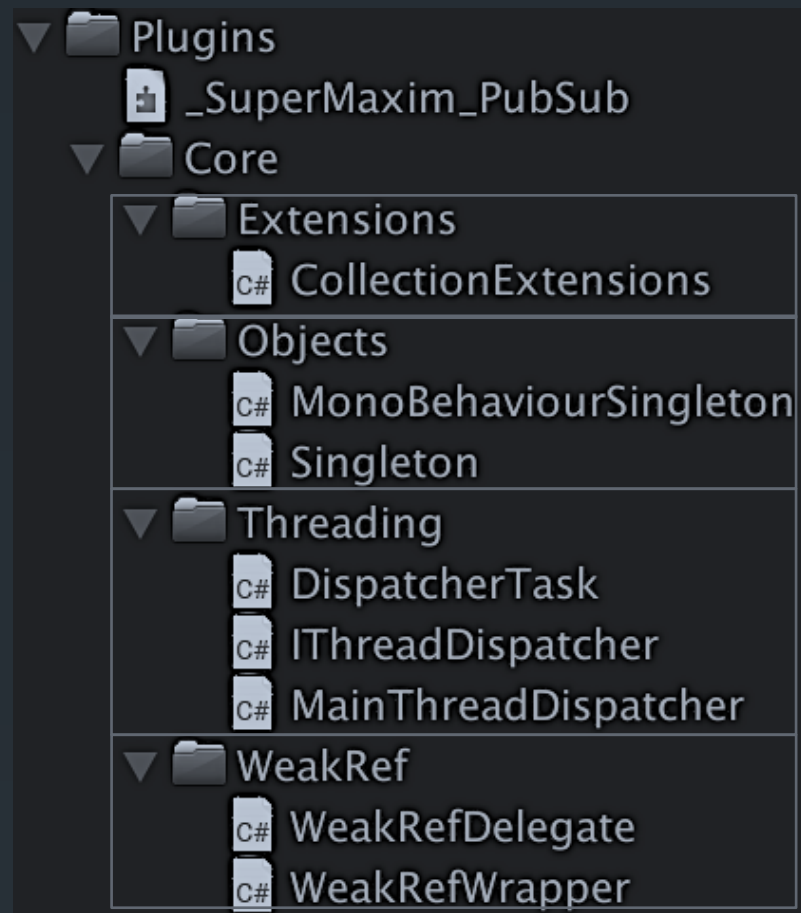 Plugins
_SuperMaxim_PubSub
Core
Extensions
C# CollectionExtensions
Objects
C# MonoBehaviourSingleton
C# Singleton
Threading
C# DispatcherTask
C# IThreadDispatcher
C# MainThreadDispatcher
WeakRef
C# WeakRefDelegate
C# WeakRefWrapper